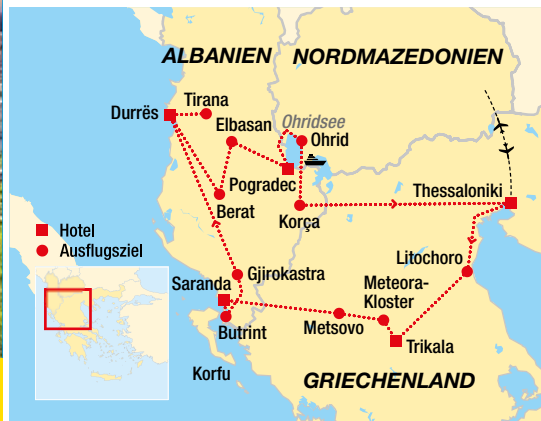 ALBANIEN
NORDMAZEDONIEN
Durrës
Tirana
Elbasan
Ohridsee
Ohrid
Pogradec
Berat
Korça
Thessaloniki
Hotel
Ausflugsziel
Gjirokastra
Saranda
Butrint
Korfu
Litochoro
Meteora-
Kloster
Metsovo
Trikala
GRIECHENLAND